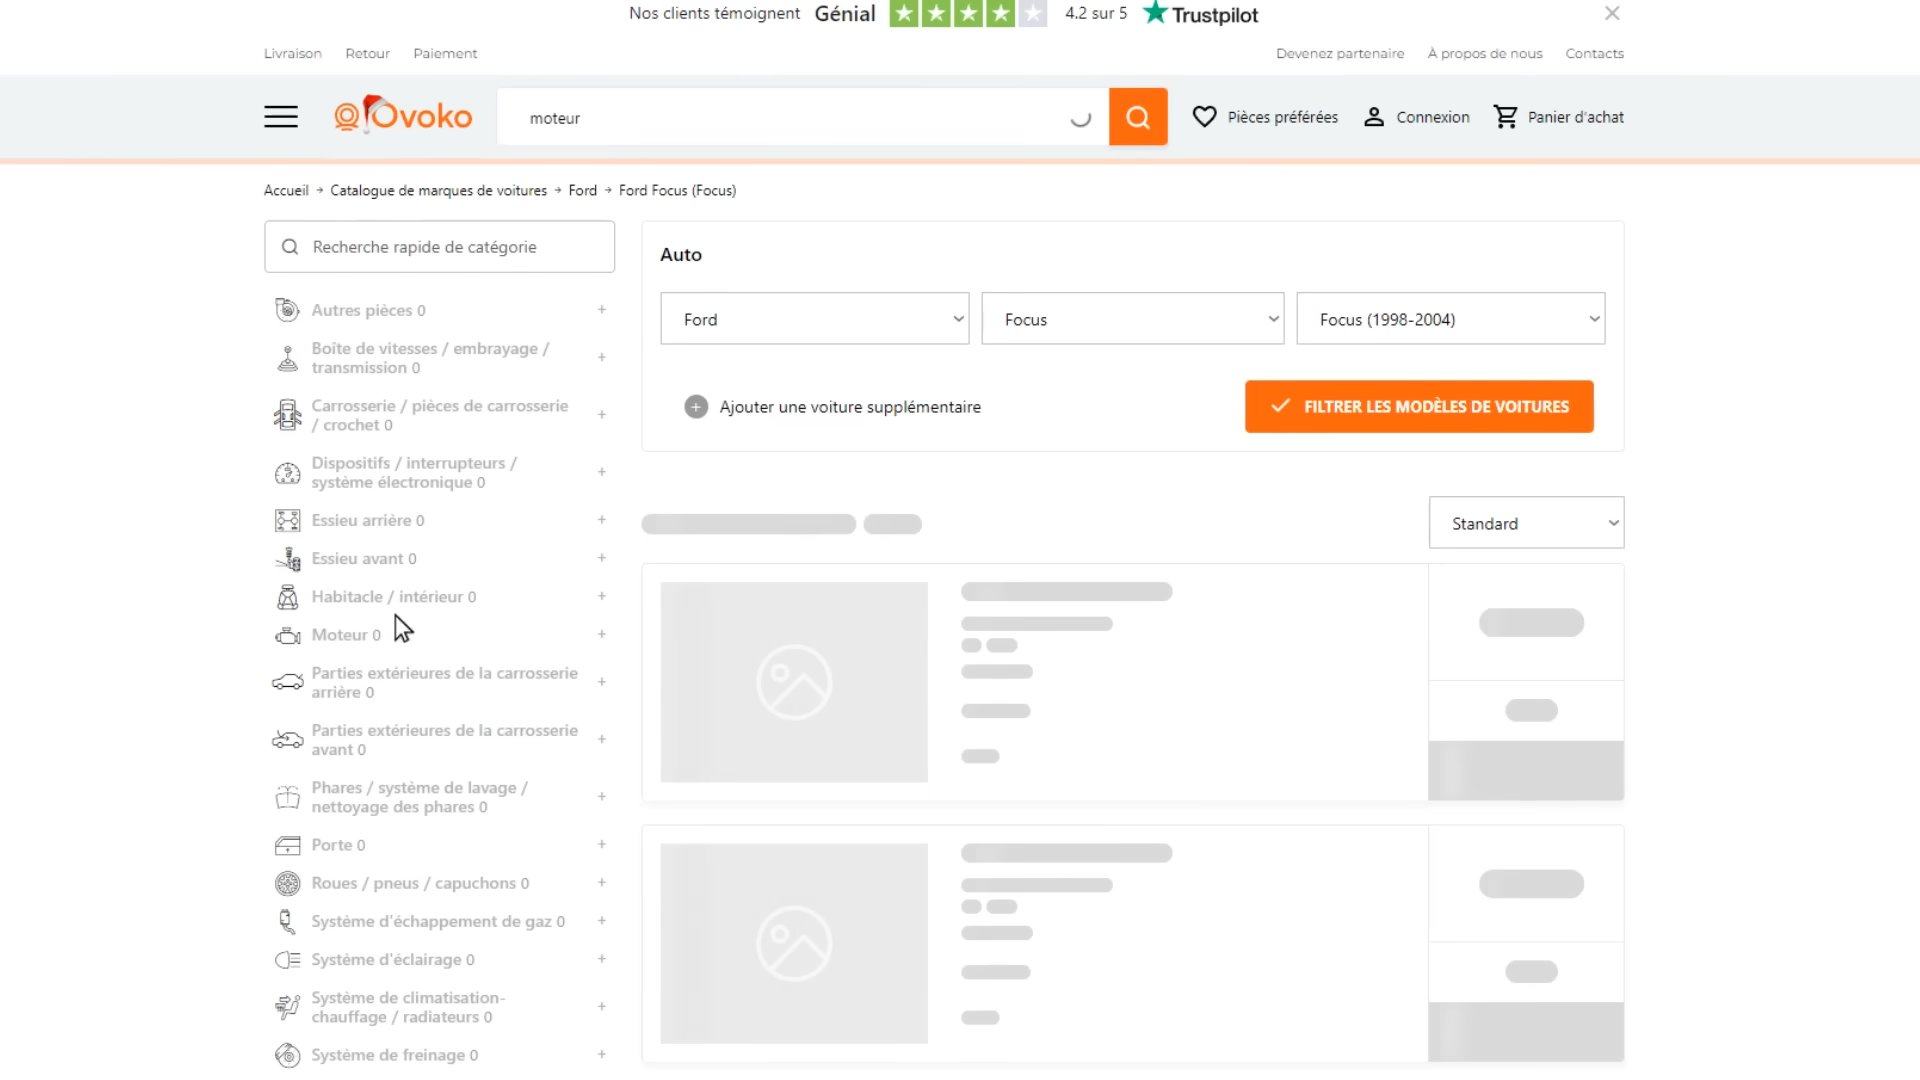 Nos clients témoignent Génial 4.2 sur 5 Trustpilot
Livraison Retour Paiement Devenez partenaire À propos de nous Contacts
Ovoko moteur Pièces préférées Connexion Panier d'achat
Accueil → Catalogue de marques de voitures → Ford → Ford Focus (Focus)
Recherche rapide de catégorie
Autres pièces 0 +
Boîte de vitesses / embrayage /
transmission 0 +
Carrosserie / pièces de carrosserie
/ crochet 0 +
Dispositifs / interrupteurs /
système électronique 0 +
Essieu arrière 0 +
Essieu avant 0 +
Habitacle / intérieur 0 +
Moteur 0 +
Parties extérieures de la carrosserie
arrière 0 +
Parties extérieures de la carrosserie
avant 0 +
Phares / système de lavage /
nettoyage des phares 0 +
Porte 0 +
Roues / pneus / capuchons 0 +
Système d'échappement de gaz 0 +
Système d'éclairage 0 +
Système de climatisation-
chauffage / radiateurs 0 +
Système de freinage 0 +
Auto
Ford Focus Focus (1998-2004)
Ajouter une voiture supplémentaire FILTRER LES MODÈLES DE VOITURES
Standard